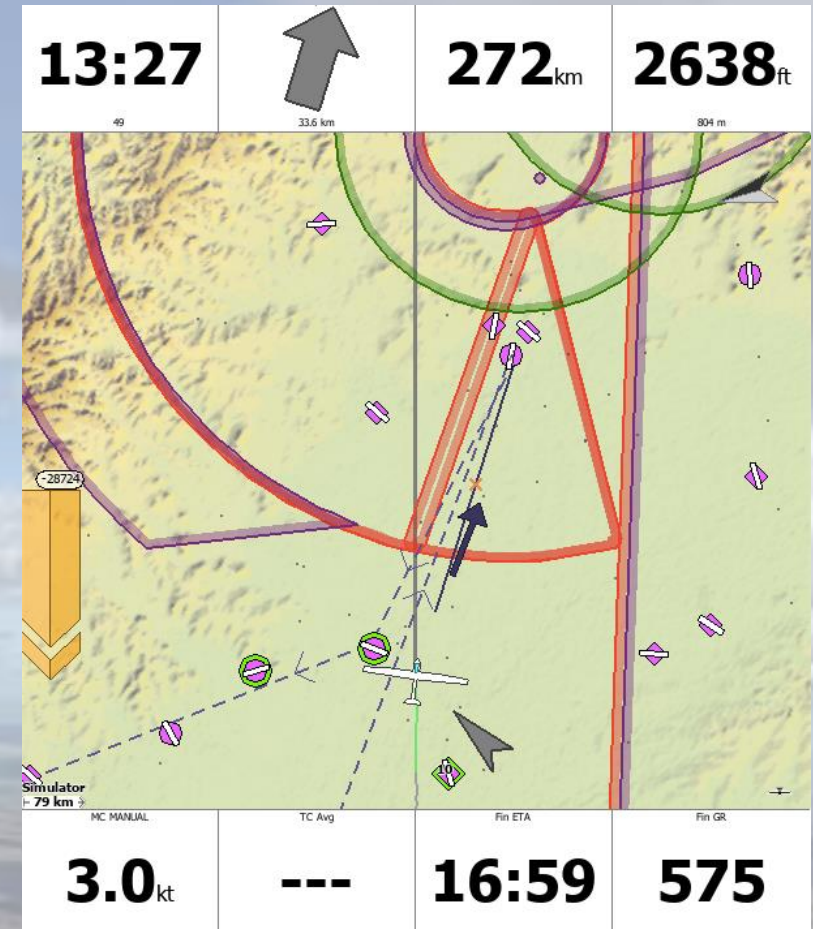 13:27
49
33.6 km
272km
2638ft
804 m
-28724
10
Simulator
79 km
MC MANUAL
3.0kt
TC Avg
---
Fin ETA
16:59
Fin GR
575